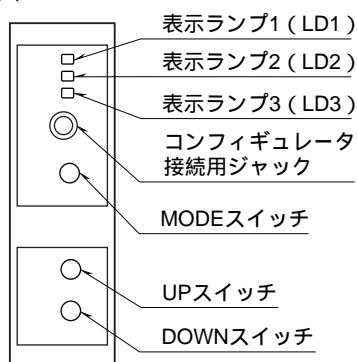 表示ランプ1(LD1)
表示ランプ2(LD2)
表示ランプ3(LD3)
コンフィギュレータ
接続用ジャック
MODEスイッチ
UPスイッチ
DOWNスイッチ